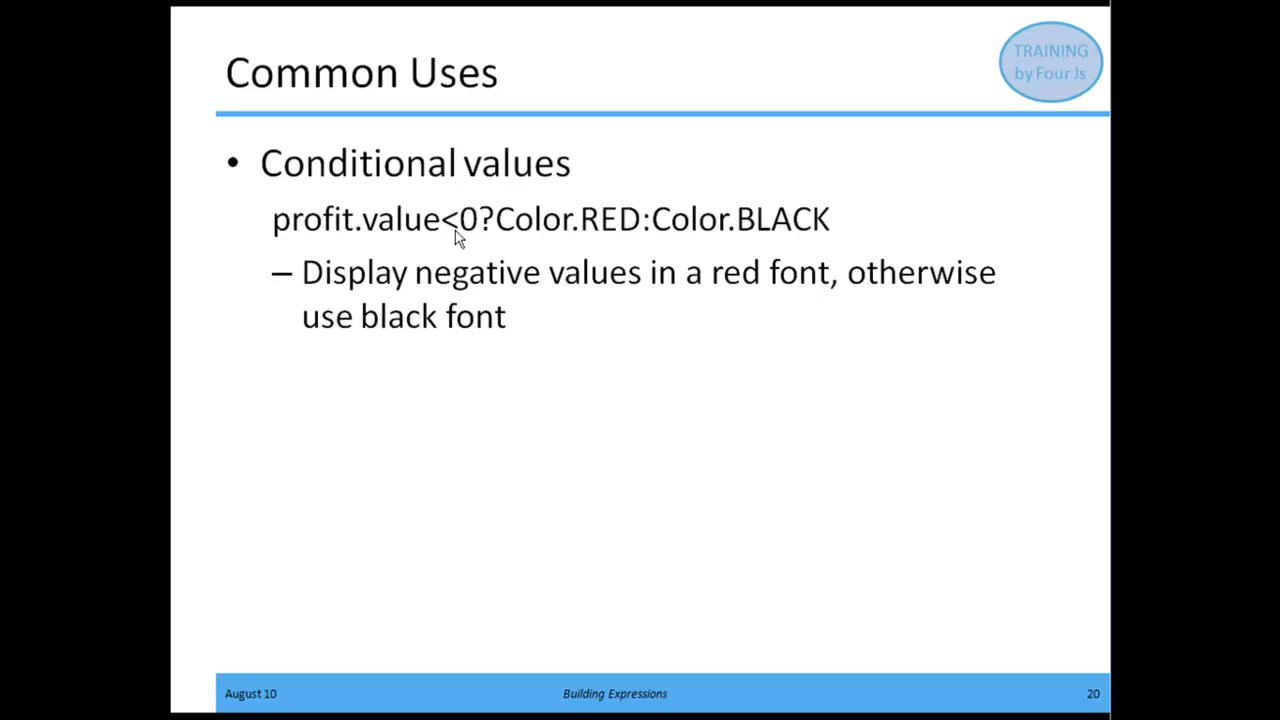 TRAINING
by Four Js
Common Uses
• Conditional values
profit.value<0?Color.RED:Color.BLACK
– Display negative values in a red font, otherwise
use black font
August 10
Building Expressions
20